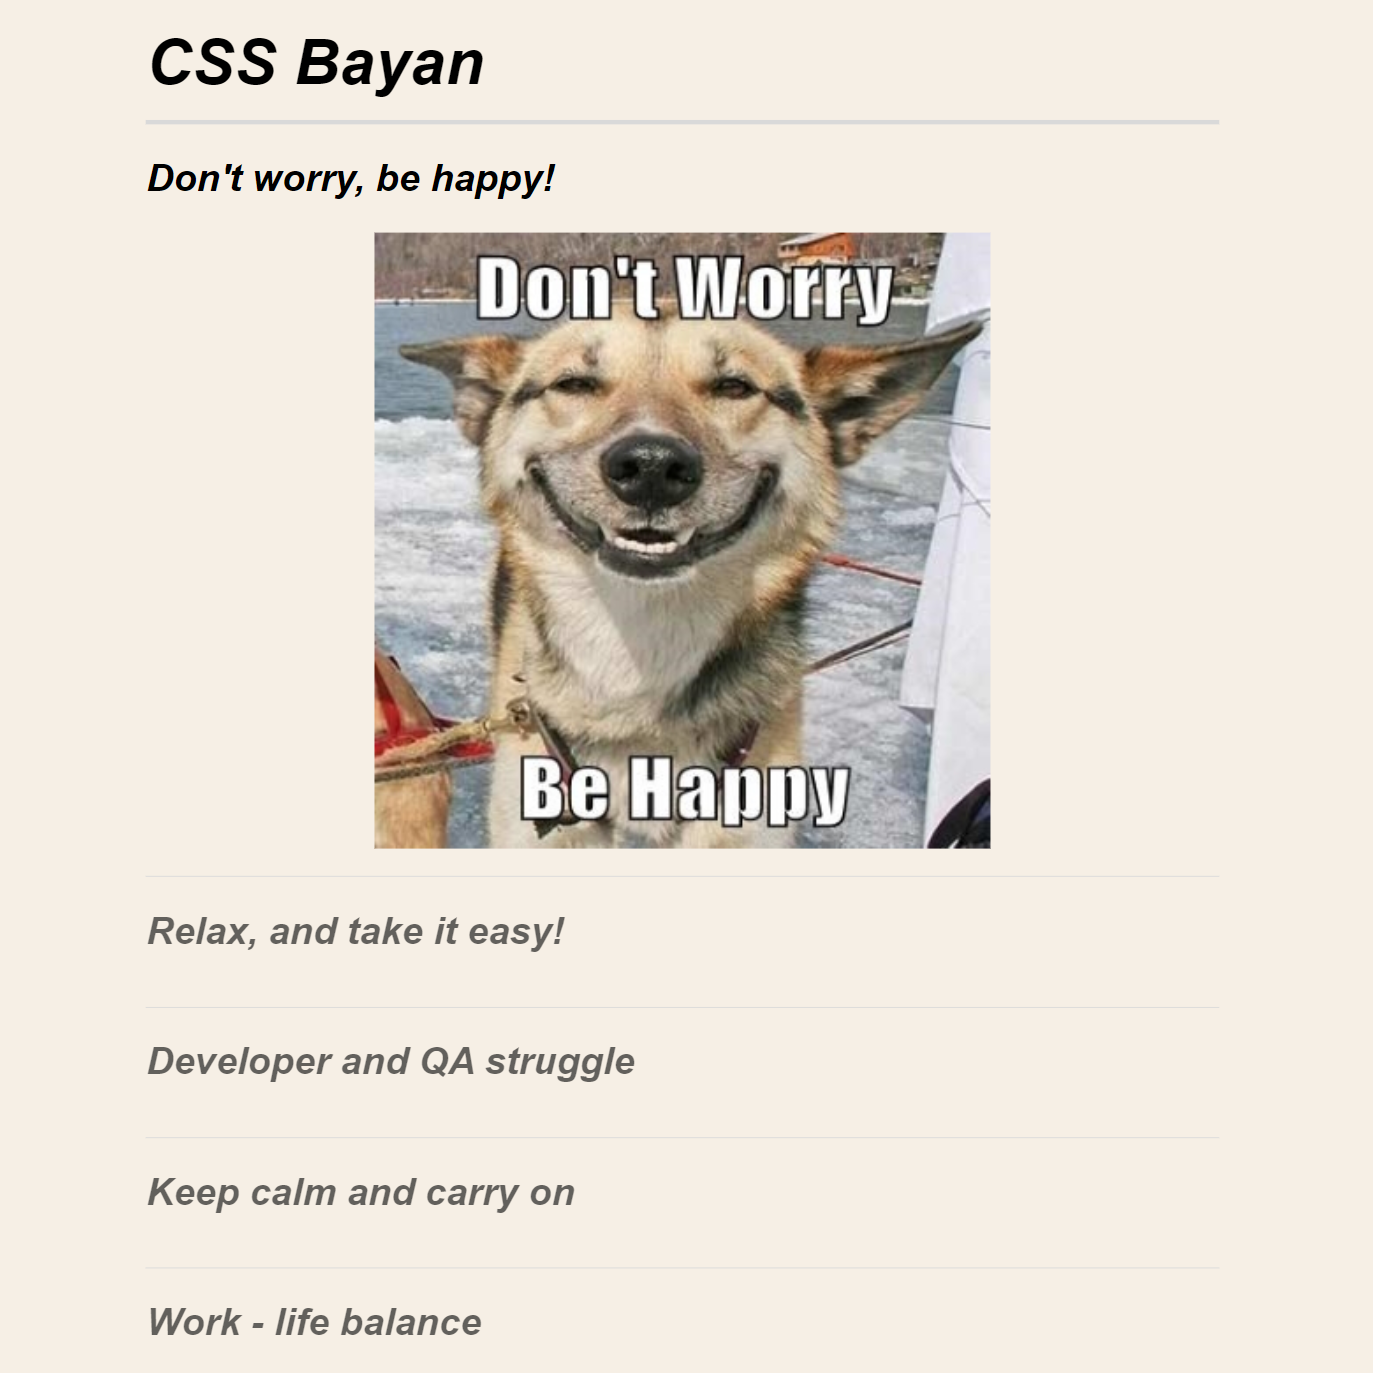 CSS Bayan
Don't worry, be happy!
Don't Worry
Be Happy
Relax, and take it easy!
Developer and QA struggle
Keep calm and carry on
Work - life balance